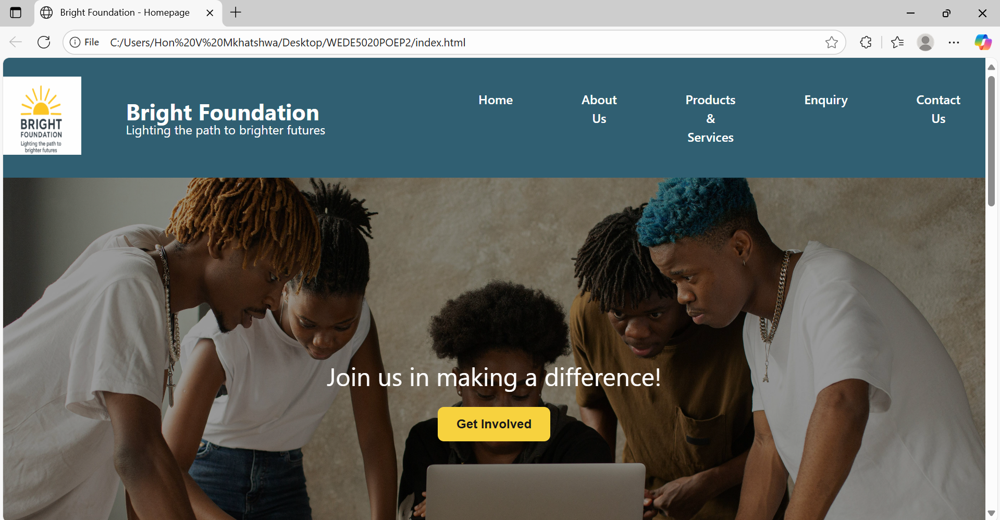 Bright Foundation - Homepage
File C:/Users/Hon%20V%20Mkhatshwa/Desktop/WEDE5020POEP2/index.html
BRIGHT
FOUNDATION
Lighting the path to
brighter futures
Bright Foundation
Lighting the path to brighter futures
Home
About
Us
Products
&
Services
Enquiry
Contact
Us
Join us in making a difference!
Get Involved